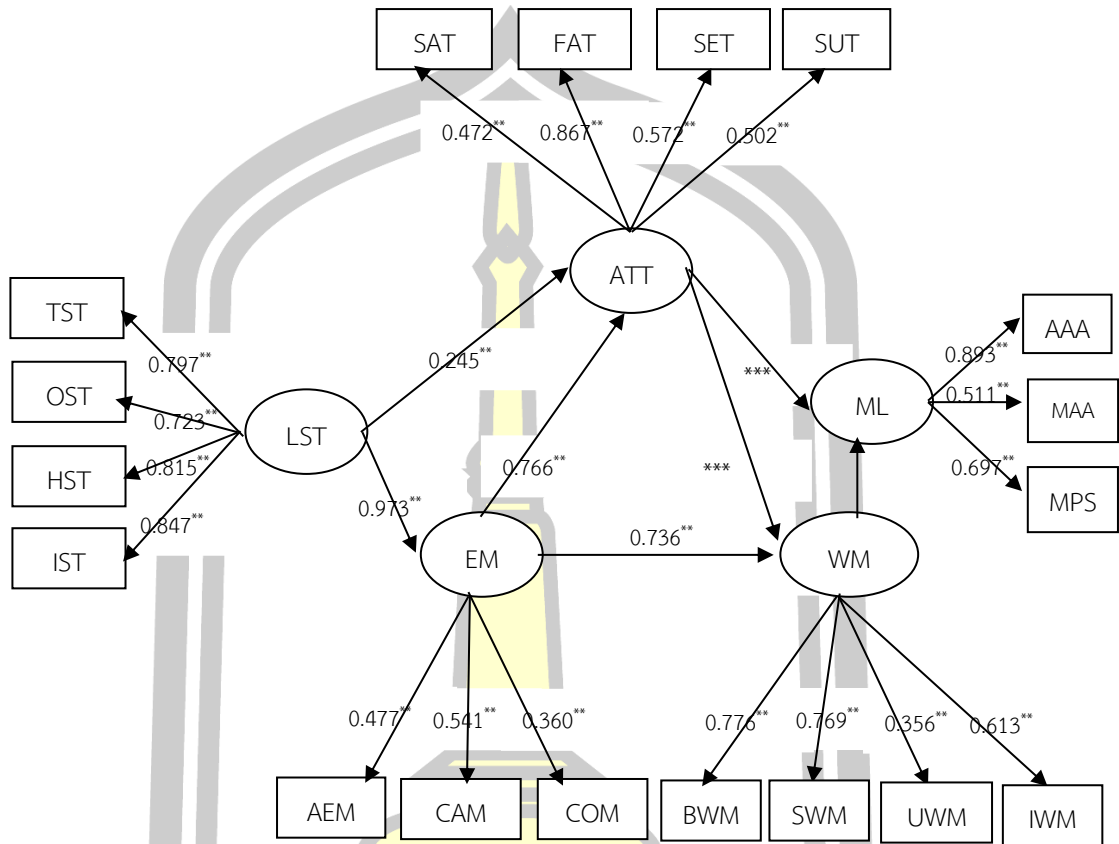 SAT FAT SET SUT
0.472** 0.867** 0.572** 0.502**
ATT
TST
AAA
0.797**
0.245**
0.893**
OST
***
0.723**
LST
ML
0.511**
MAA
HST
0.815**
0.766**
***
0.697**
MPS
0.973**
0.847**
IST
EM
0.736**
WM
0.477** 0.541** 0.360**
0.776** 0.769** 0.356** 0.613**
AEM CAM COM BWM SWM UWM IWM